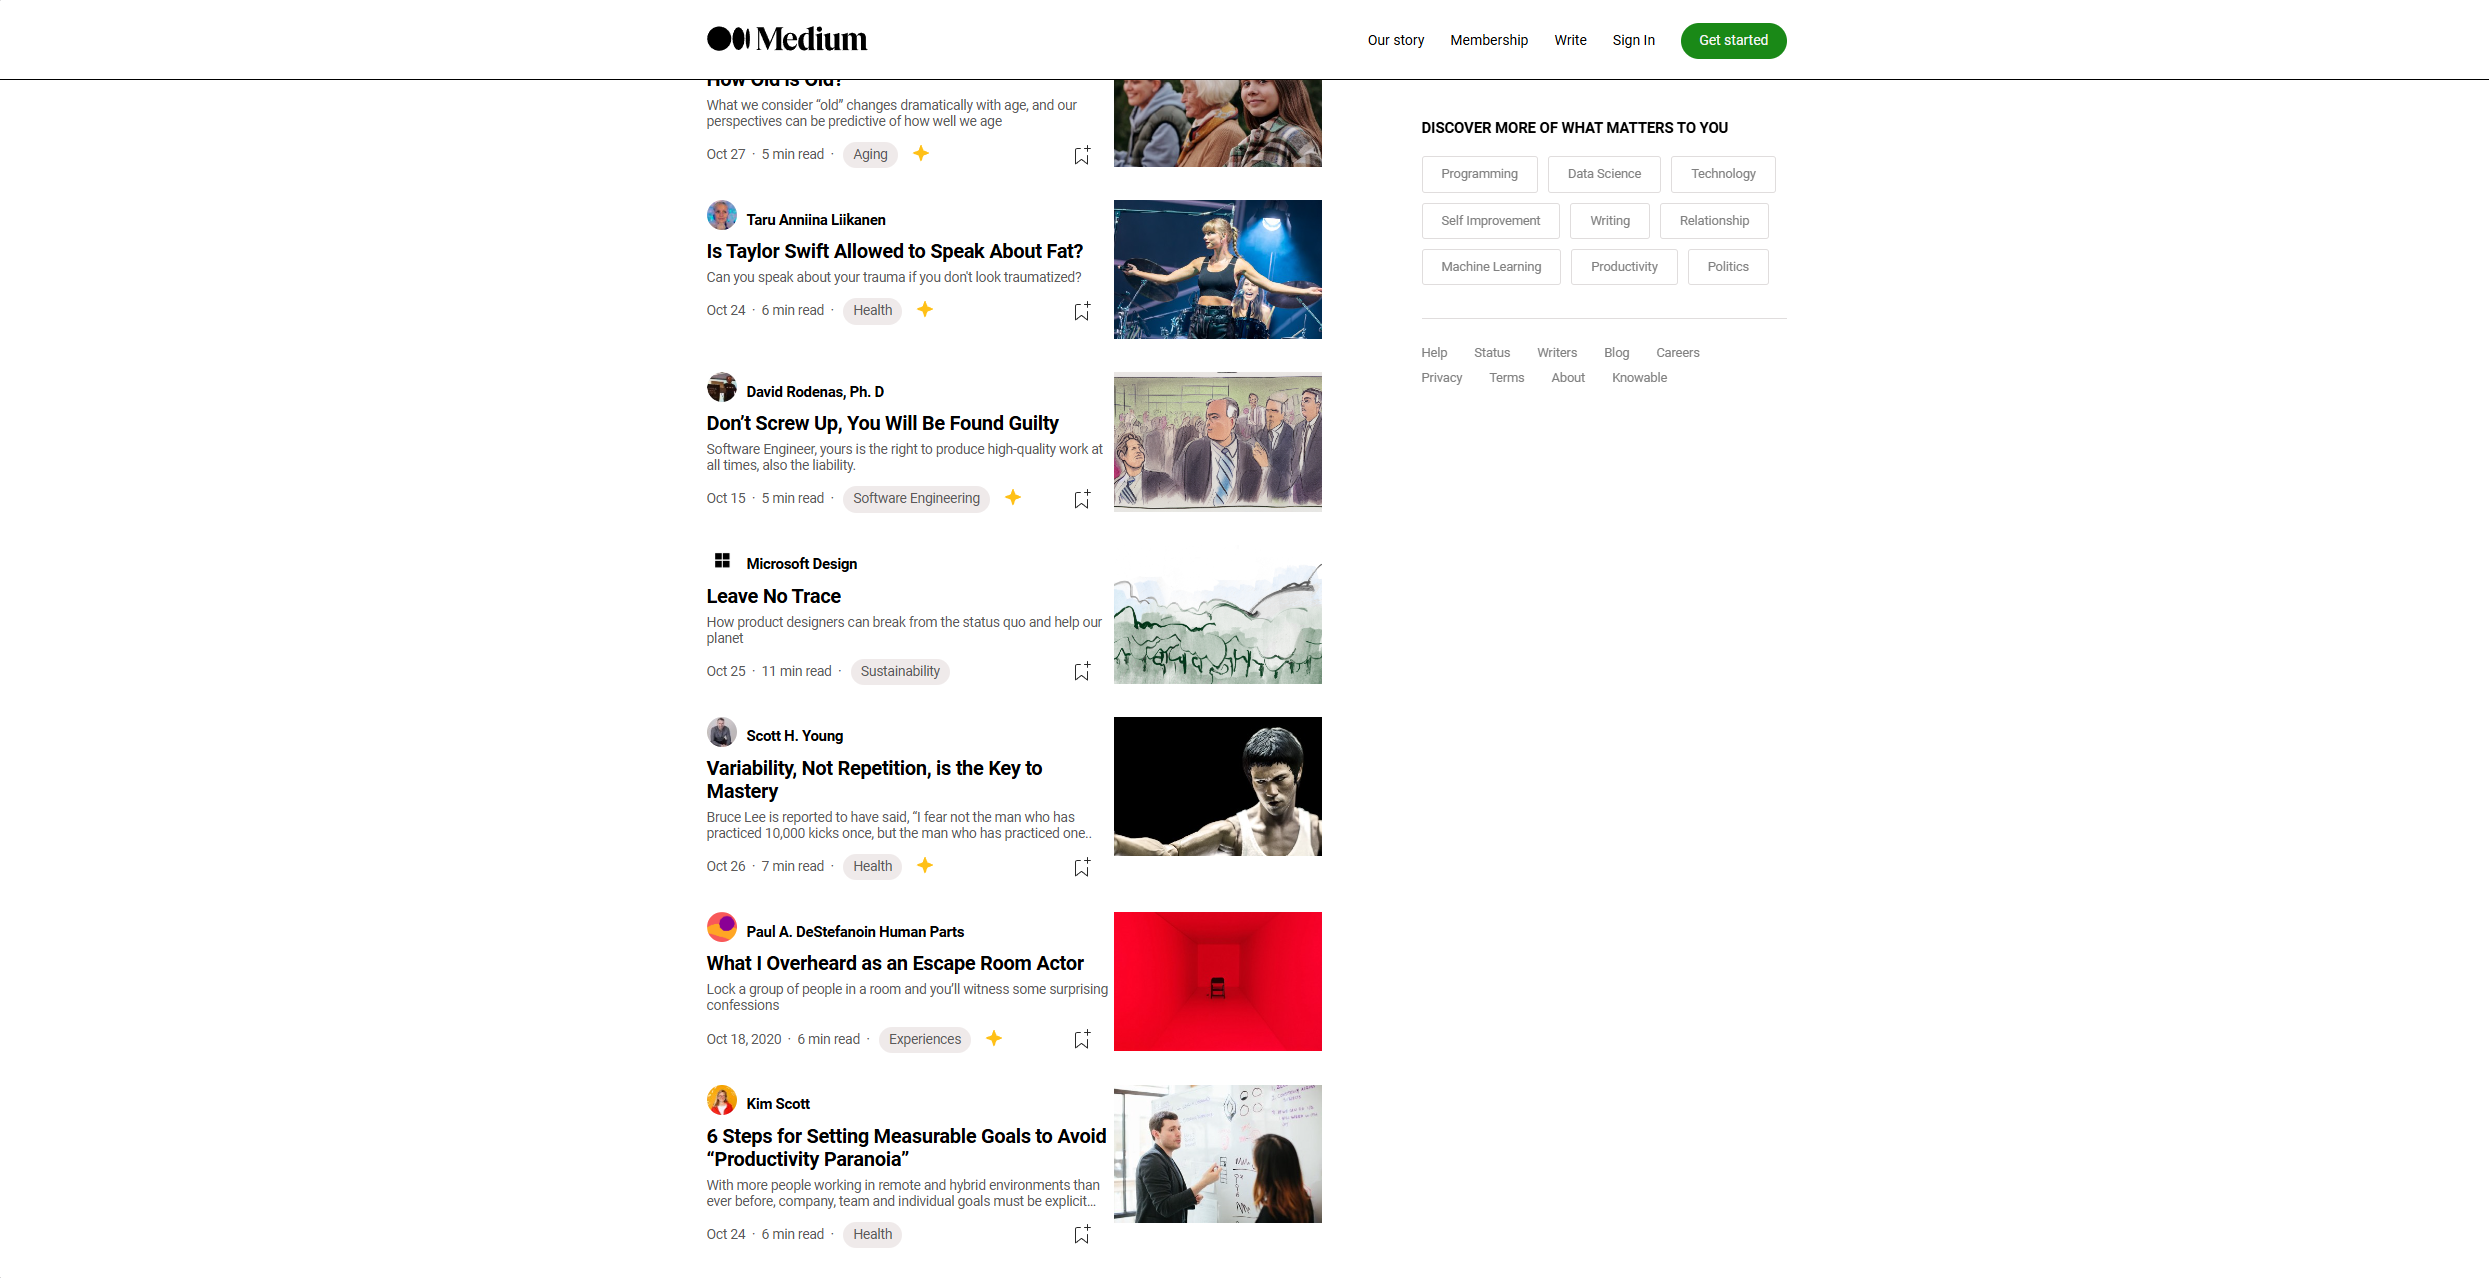 Medium
Our story
Membership
Write
Sign In
Get started
How Old is Old?
What we consider “old” changes dramatically with age, and our
perspectives can be predictive of how well we age
Oct 27 · 5 min read · Aging
Taru Anniina Liikanen
Is Taylor Swift Allowed to Speak About Fat?
Can you speak about your trauma if you don't look traumatized?
Oct 24 · 6 min read · Health
David Rodenas, Ph. D
Don’t Screw Up, You Will Be Found Guilty
Software Engineer, yours is the right to produce high-quality work at
all times, also the liability.
Oct 15 · 5 min read · Software Engineering
Microsoft Design
Leave No Trace
How product designers can break from the status quo and help our
planet
Oct 25 · 11 min read · Sustainability
Scott H. Young
Variability, Not Repetition, is the Key to
Mastery
Bruce Lee is reported to have said, “I fear not the man who has
practiced 10,000 kicks once, but the man who has practiced one..
Oct 26 · 7 min read · Health
Paul A. DeStefanoin Human Parts
What I Overheard as an Escape Room Actor
Lock a group of people in a room and you’ll witness some surprising
confessions
Oct 18, 2020 · 6 min read · Experiences
Kim Scott
6 Steps for Setting Measurable Goals to Avoid
“Productivity Paranoia”
With more people working in remote and hybrid environments than
ever before, company, team and individual goals must be explicit...
Oct 24 · 6 min read · Health
DISCOVER MORE OF WHAT MATTERS TO YOU
Programming
Data Science
Technology
Self Improvement
Writing
Relationship
Machine Learning
Productivity
Politics
Help
Status
Writers
Blog
Careers
Privacy
Terms
About
Knowable